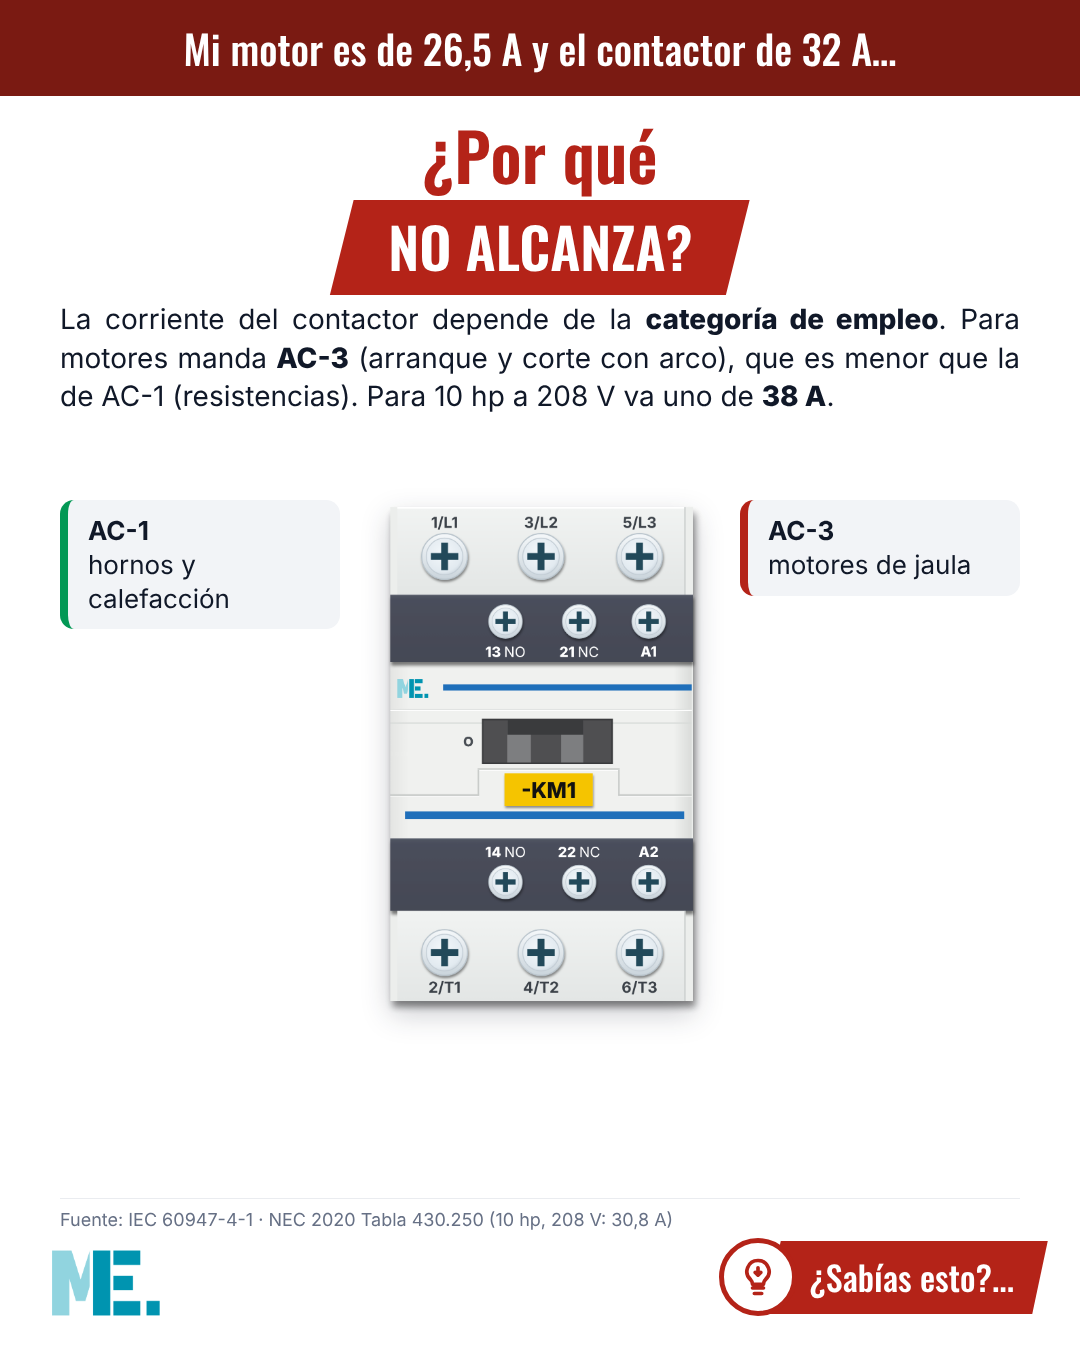 Mi motor es de 26,5 A y el contactor de 32 A...
¿Por qué
NO ALCANZA?
La corriente del contactor depende de la categoría de empleo. Para
motores manda AC-3 (arranque y corte con arco), que es menor que la
de AC-1 (resistencias). Para 10 hp a 208 V va uno de 38 A.
AC-1
hornos y
calefacción
1/L1 3/L2 5/L3
13 NO 21 NC A1
ME.
O
-KM1
14 NO 22 NC A2
2/T1 4/T2 6/T3
AC-3
motores de jaula
Fuente: IEC 60947-4-1 · NEC 2020 Tabla 430.250 (10 hp, 208 V: 30,8 A)
ME.
¿Sabías esto?...